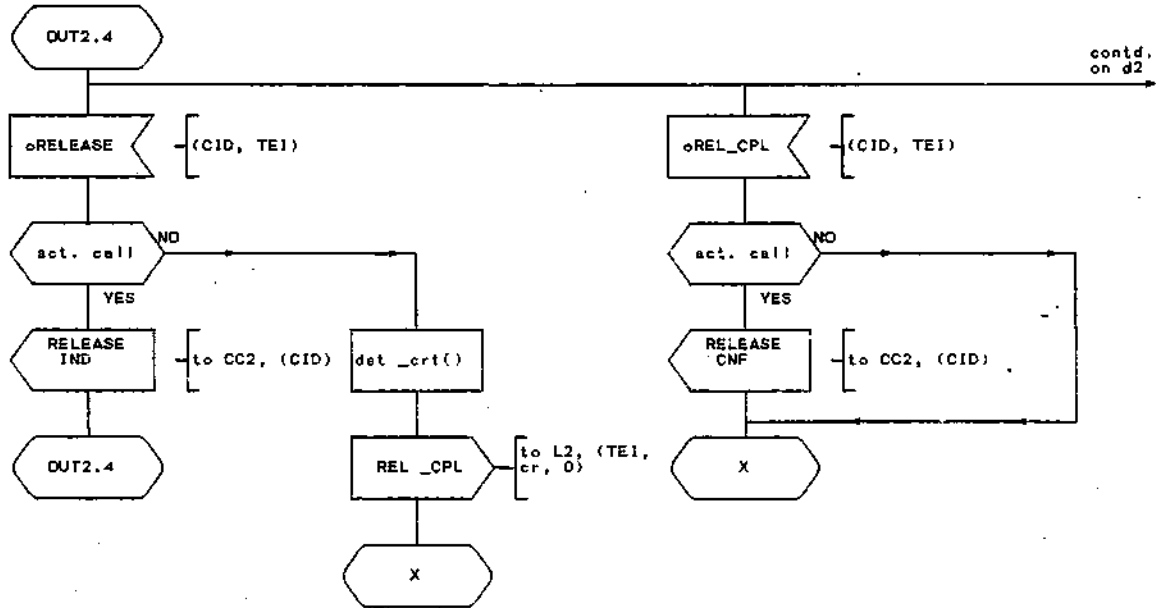 OUT2.4
contd.
on d2
oRELEASE
(CID, TEI)
oREL_CPL
(CID, TEI)
act. call
NO
act. call
NO
YES
YES
RELEASE
IND
to CC2, (CID)
det _crt()
RELEASE
CNF
to CC2, (CID)
OUT2.4
REL _CPL
to L2, (TEI,
cr, 0)
X
X